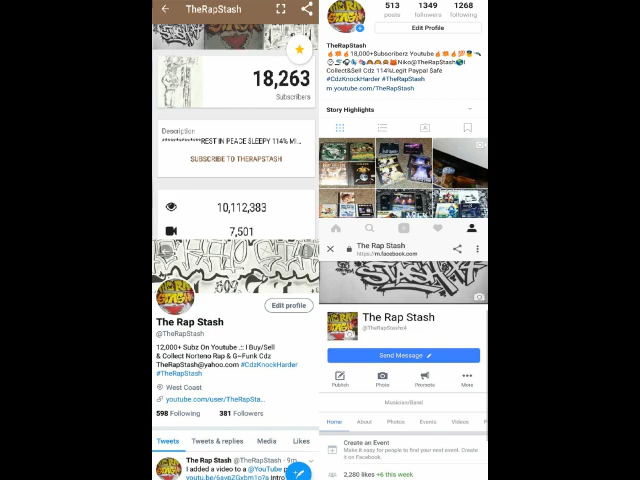 TheRapStash
18,263
Subscribers
Description
REST IN PEACE SLEEPY 114% MI...
SUBSCRIBE TO THERAPSTASH
10,112,383
7,501
Edit profile
The Rap Stash
@TheRapStash
12,000+ Subz On Youtube .:: I Buy/Sell
& Collect Norteno Rap & G~Funk Cdz
TheRapStash@yahoo.com #CdzKnockHarder
#TheRapStash
West Coast
youtube.com/user/TheRapSta...
598 Following 381 Followers
Tweets Tweets & replies Media Likes
The Rap Stash @TheRapStash · 9m
I added a video to a @YouTube
513 1349 1268
posts followers following
Edit Profile
TheRapStash
18,000+Subscriberz Youtube
Niko@TheRapStash I
Collect&Sell Cdz 114%Legit Paypal Safe
#CdzKnockHarder #TheRapStash
m.youtube.com/TheRapStash
Story Highlights
The Rap Stash
https://m.facebook.com
The Rap Stash
@TheRapStashx4
Send Message
Publish Photo Promote More
Musician/Band
Home About Photos Events Videos
Create an Event
Make it easy for people to find your next event. Create it on Facebook.
2,280 likes +6 this week